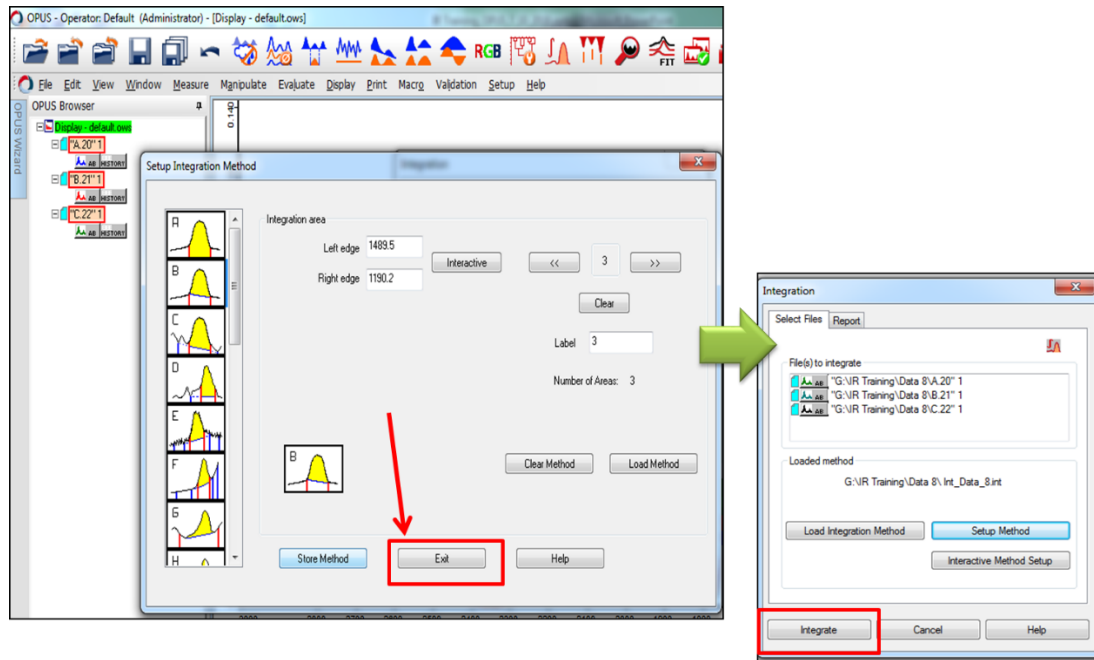 OPUS - Operator: Default (Administrator) - [Display - default.ows]
RGB
FIT
File Edit View Window Measure Manipulate Evaluate Display Print Macro Validation Setup Help
OPUS Browser
OPUS Wizard
0.140
Display - default.ows
"A.20" 1
AB HISTORY
"B.21" 1
AB HISTORY
"C.22" 1
AB HISTORY
Integration
Setup Integration Method
A
B
C
D
E
F
G
H
Integration area
Left edge 1489.5
Right edge 1190.2
Interactive
<< 3 >>
Clear
Label 3
Number of Areas: 3
B
Clear Method Load Method
Store Method Exit Help
Integration
Select Files Report
File(s) to integrate
AB "G:\IR Training\Data 8\A.20" 1
AB "G:\IR Training\Data 8\B.21" 1
AB "G:\IR Training\Data 8\C.22" 1
Loaded method
G:\IR Training\Data 8\ Int_Data_8.int
Load Integration Method Setup Method
Interactive Method Setup
Integrate Cancel Help